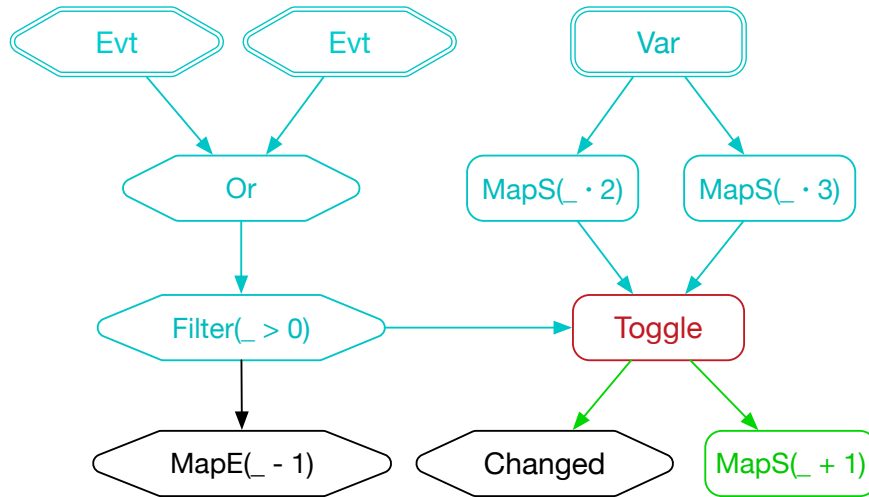 Evt
Evt
Var
Or
MapS(_ · 2)
MapS(_ · 3)
Filter(_ > 0)
Toggle
MapE(_ - 1)
Changed
MapS(_ + 1)